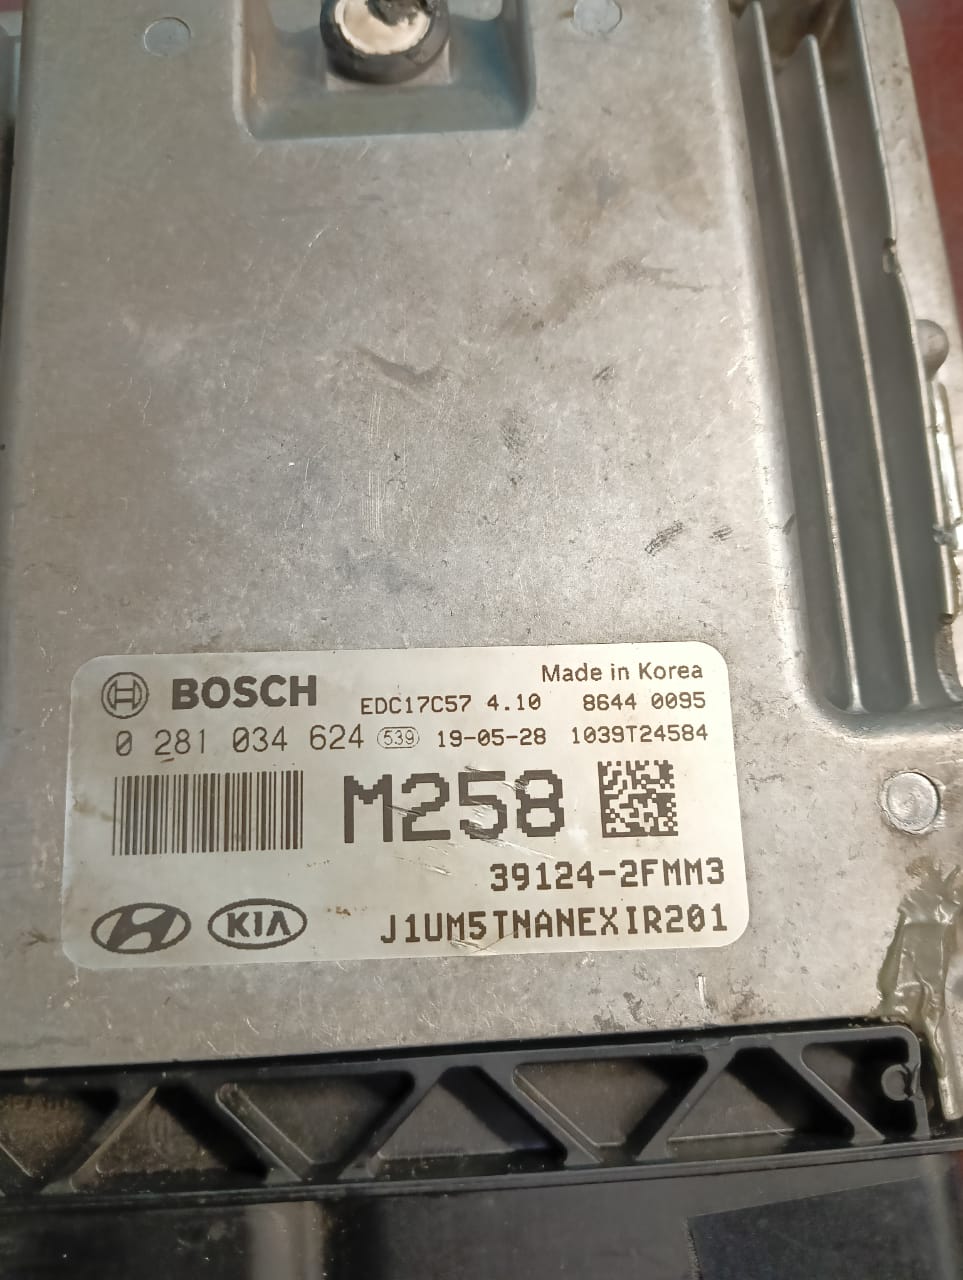 Made in Korea
BOSCH EDC17C57 4.10 8644 0095
0 281 034 624 539 19-05-28 1039T24584
M258
39124-2FMM3
KIA J1UM5TNANEXIR201